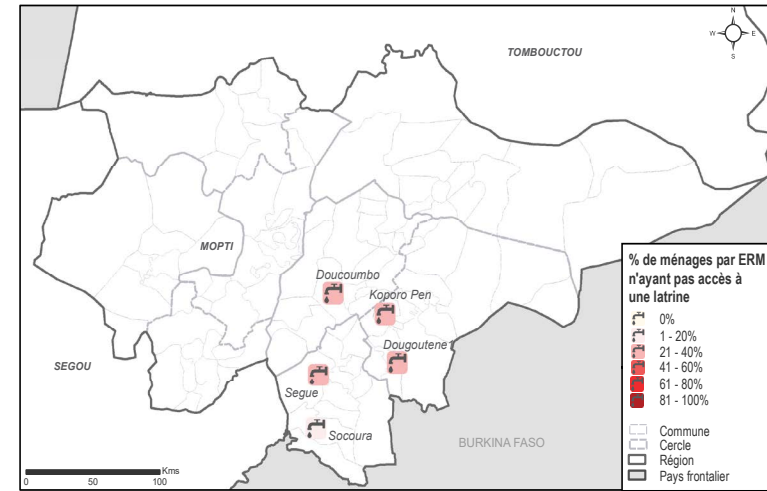 N
W
E
S
TOMBOUCTOU
MOPTI
Doucoumbo
Koporo Pen
Dougoutene
SEGOU
Segue
Socoura
BURKINA FASO
Kms
0 50 100
% de ménages par ERM
n'ayant pas accès à
une latrine
0%
1 - 20%
21 - 40%
41 - 60%
61 - 80%
81 - 100%
Commune
Cercle
Région
Pays frontalier